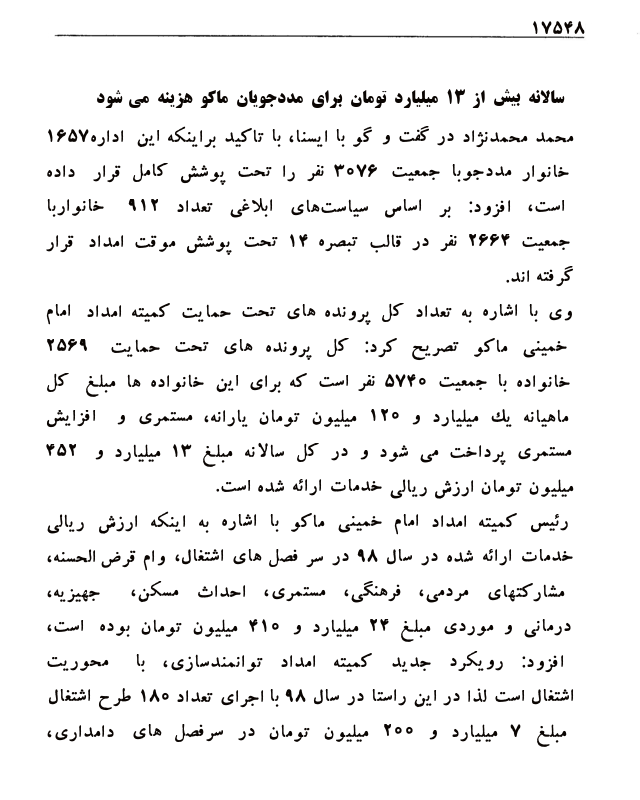 ۱۷۵۴۸
سالانه بیش از ۱۳ میلیارد تومان برای مددجویان ماکو هزینه می شود
محمد محمدنژاد در گفت و گو با ایسنا، با تاکید براینکه این اداره۱۶۵۷
خانوار مددجوبا جمعیت ۳۰۷۶ نفر را تحت پوشش کامل قرار داده
است، افزود: بر اساس سیاست‌های ابلاغی تعداد ۹۱۲ خانواربا
جمعیت ۲۶۶۴ نفر در قالب تبصره ۱۴ تحت پوشش موقت امداد قرار
گرفته اند.
وی با اشاره به تعداد کل پرونده های تحت حمایت کمیته امداد امام
خمینی ماکو تصریح کرد: کل پرونده های تحت حمایت ۲۵۶۹
خانواده با جمعیت ۵۷۴۰ نفر است که برای این خانواده ها مبلغ کل
ماهیانه یك میلیارد و ۱۲۰ میلیون تومان یارانه، مستمری و افزایش
مستمری پرداخت می شود و در کل سالانه مبلغ ۱۳ میلیارد و ۴۵۲
میلیون تومان ارزش ریالی خدمات ارائه شده است.
رئیس کمیته امداد امام خمینی ماکو با اشاره به اینکه ارزش ریالی
خدمات ارائه شده در سال ۹۸ در سر فصل های اشتغال، وام قرض الحسنه،
مشارکتهای مردمی، فرهنگی، مستمری، احداث مسکن، جهیزیه،
درمانی و موردی مبلغ ۲۴ میلیارد و ۴۱۰ میلیون تومان بوده است،
افزود: رویکرد جدید کمیته امداد توانمندسازی، با محوریت
اشتغال است لذا در این راستا در سال ۹۸ با اجرای تعداد ۱۸۰ طرح اشتغال
مبلغ ۷ میلیارد و ۲۰۰ میلیون تومان در سرفصل های دامداری،